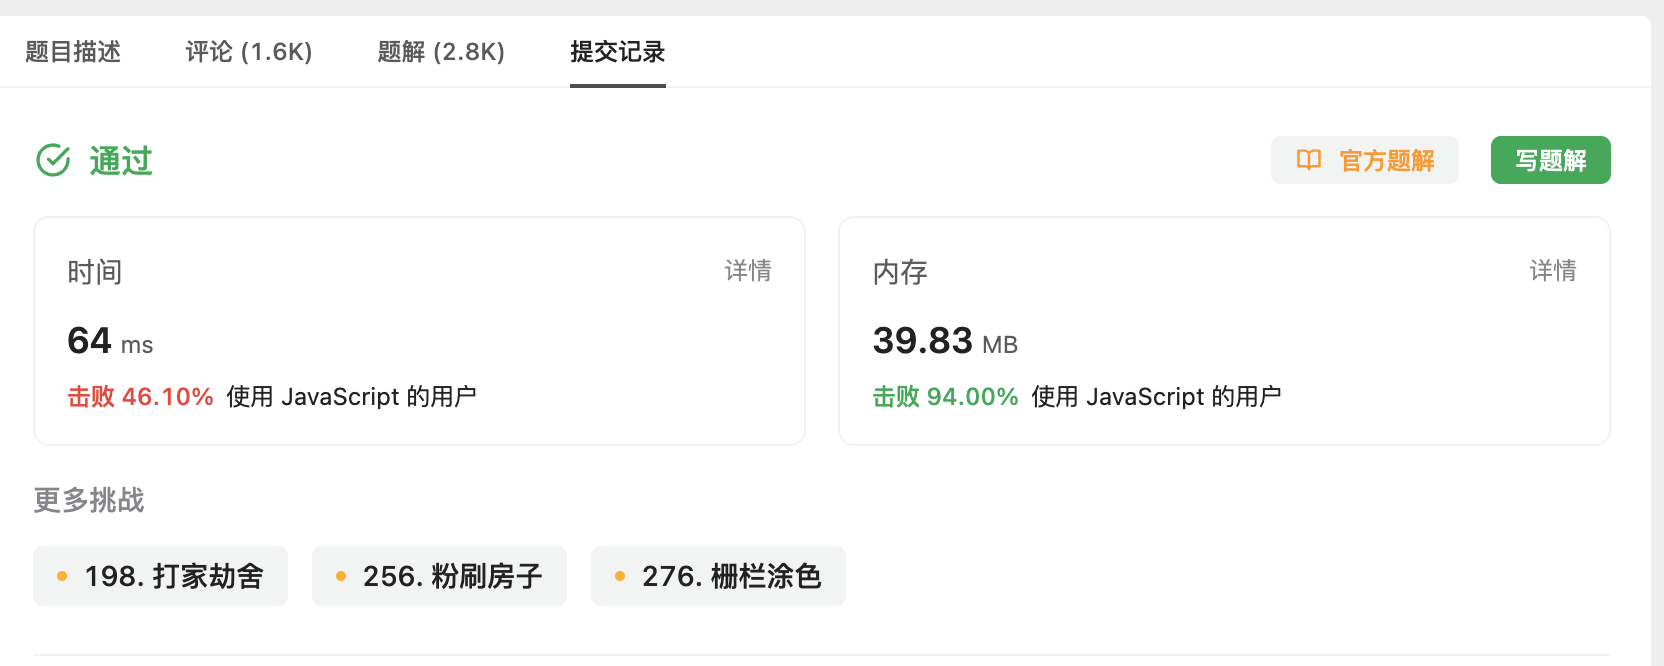 题目描述 评论 (1.6K) 题解 (2.8K) 提交记录
通过 官方题解 写题解
时间 详情
64 ms
击败 46.10% 使用 JavaScript 的用户
内存 详情
39.83 MB
击败 94.00% 使用 JavaScript 的用户
更多挑战
198. 打家劫舍 256. 粉刷房子 276. 栅栏涂色